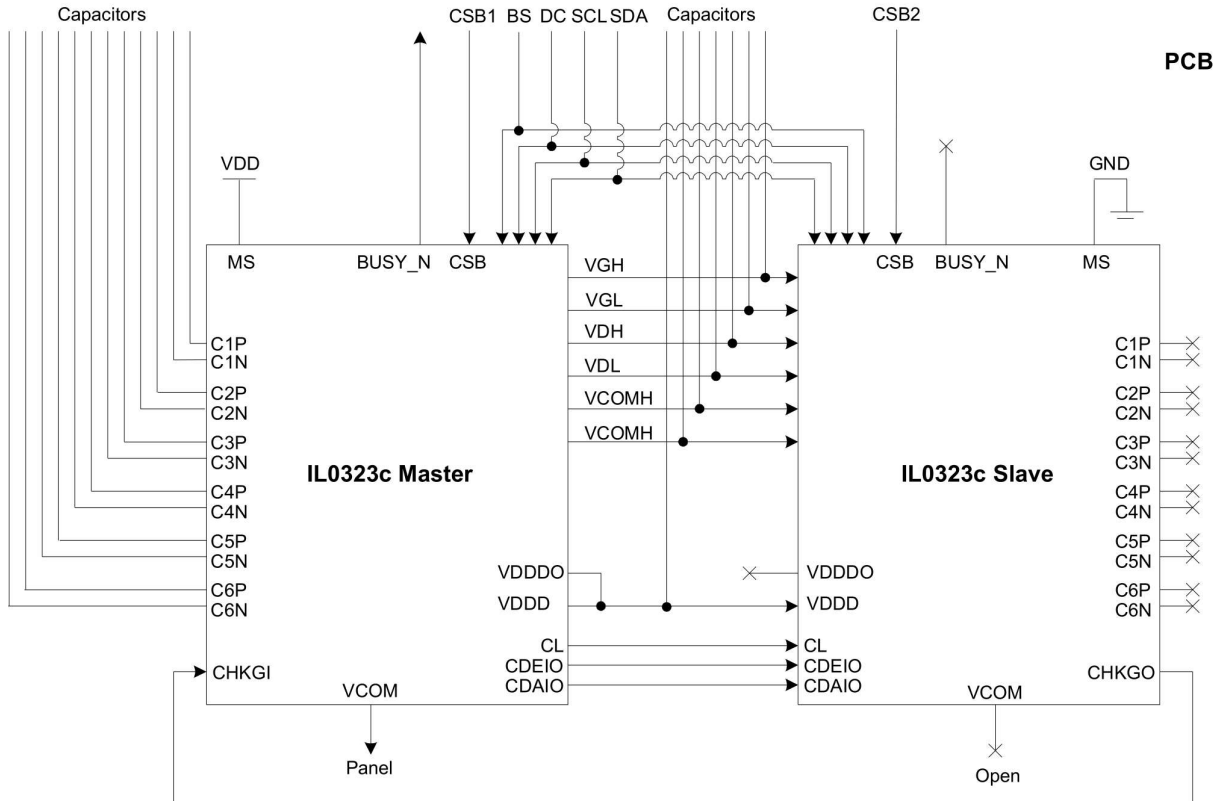 Capacitors CSB1 BS DC SCL SDA Capacitors CSB2
PCB
VDD GND
MS BUSY_N CSB CSB BUSY_N MS
VGH
VGL
VDH
VDL
VCOMH
VCOMH
C1P C1P
C1N C1N
C2P C2P
C2N C2N
C3P C3P
C3N C3N
IL0323c Master IL0323c Slave
C4P C4P
C4N C4N
C5P C5P
C5N C5N
VDDDO VDDDO
C6P C6P
VDDD VDDD
C6N C6N
CL CL
CDEIO CDEIO
CHKGI CHKGO
CDAIO CDAIO
VCOM VCOM
Panel Open